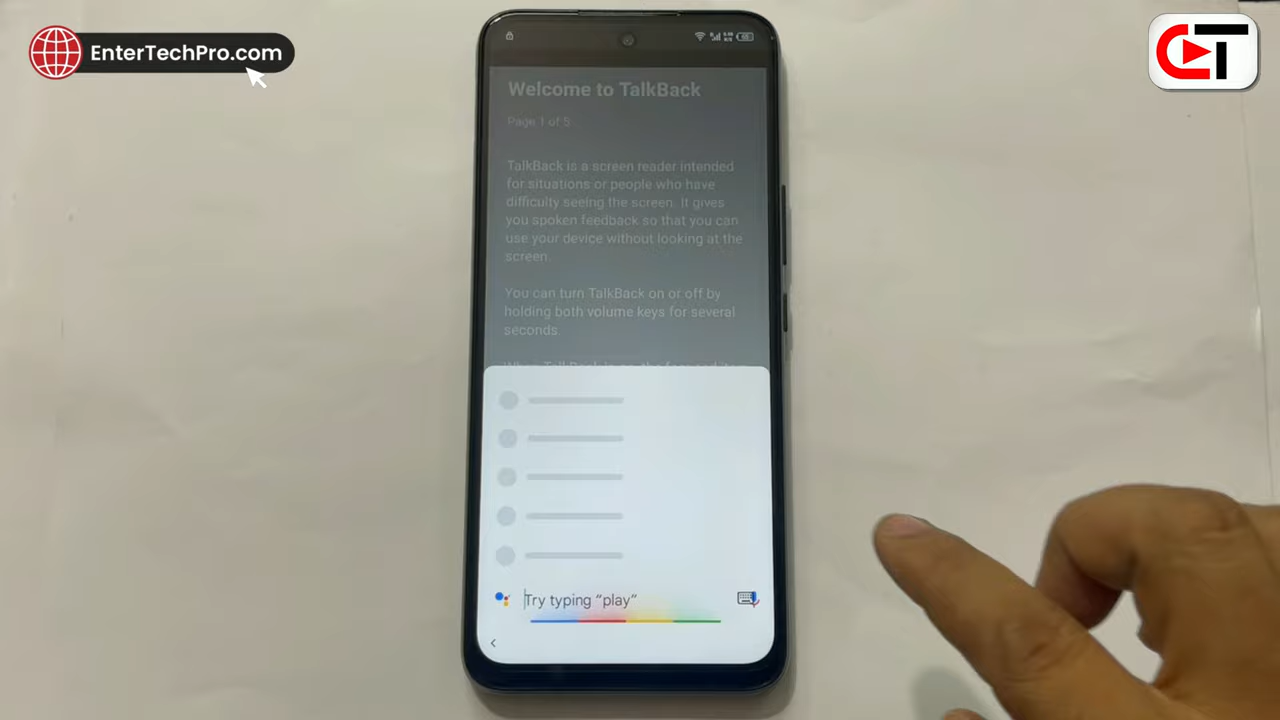 EnterTechPro.com
CT
Welcome to TalkBack
Page 1 of 5
TalkBack is a screen reader intended
for situations or people who have
difficulty seeing the screen. It gives
you spoken feedback so that you can
use your device without looking at the
screen.
You can turn TalkBack on or off by
holding both volume keys for several
seconds.
Try typing “play”